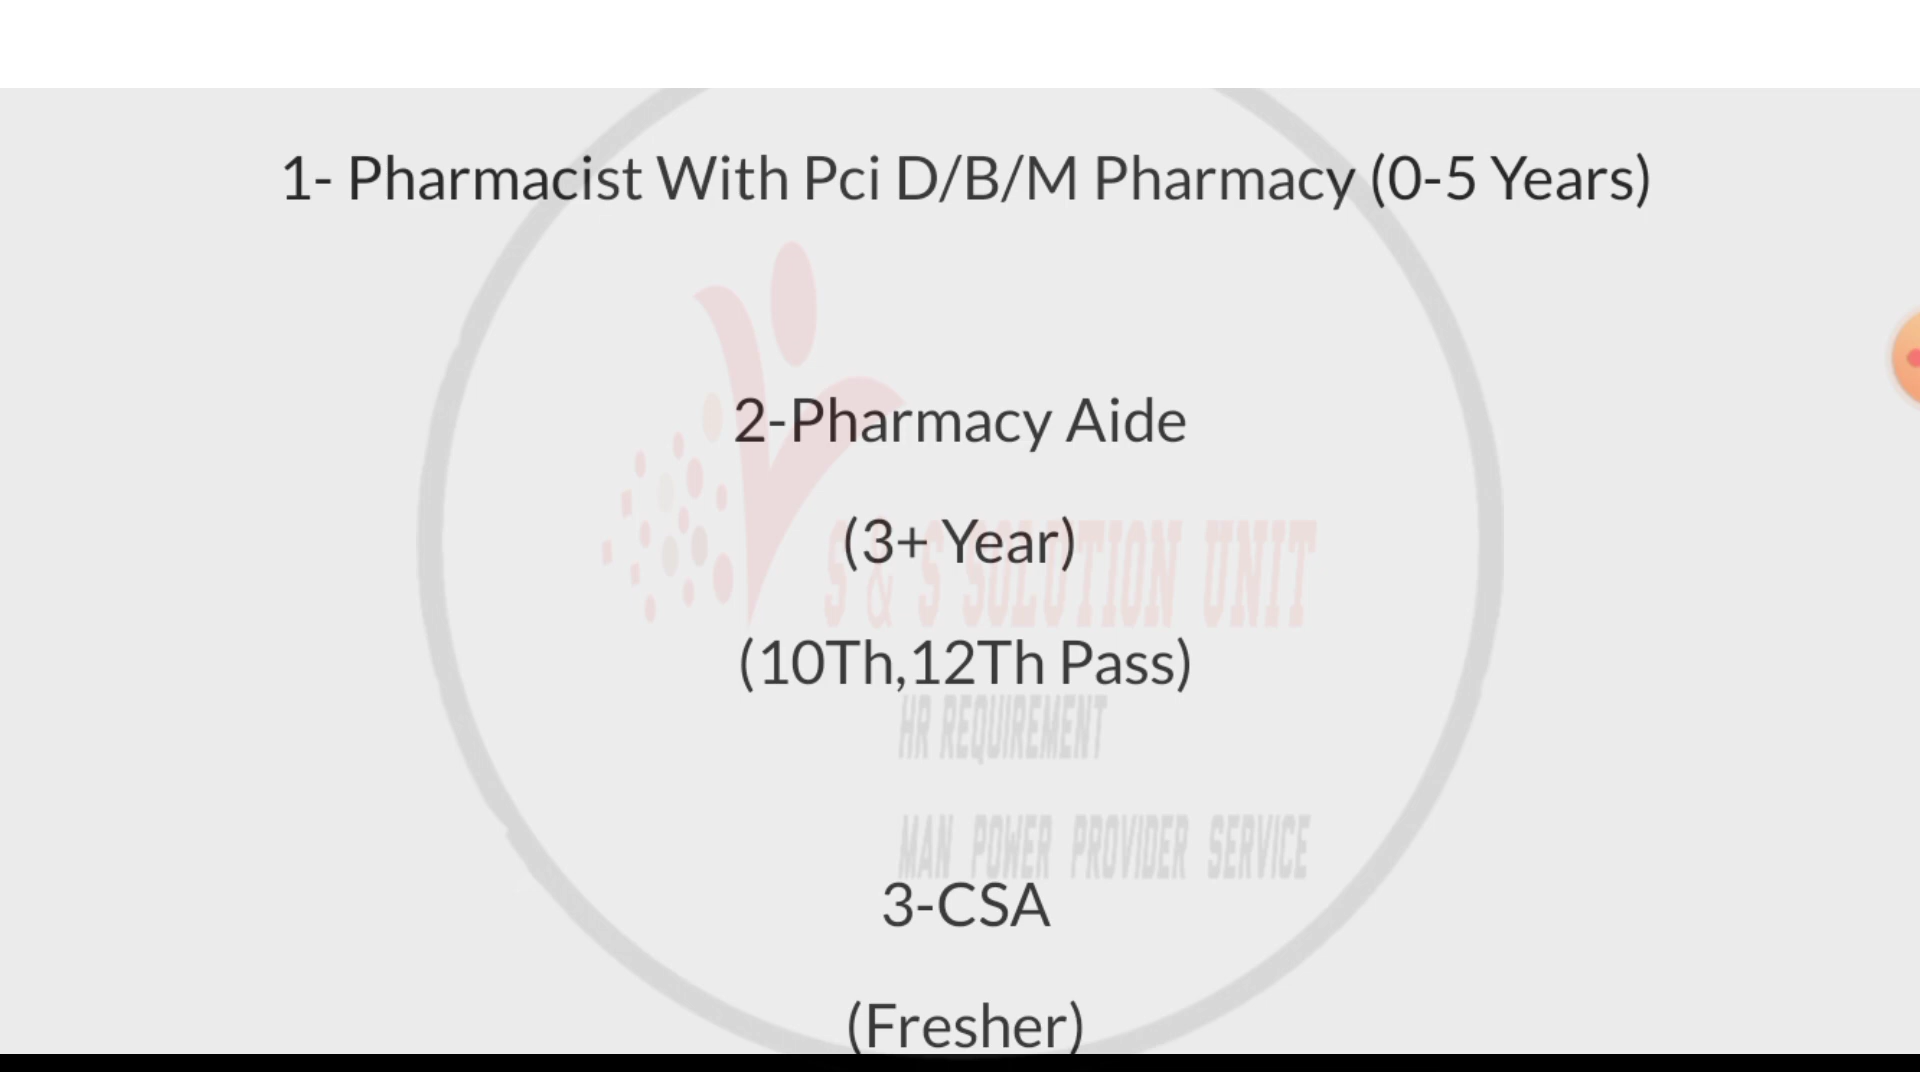 1- Pharmacist With Pci D/B/M Pharmacy (0-5 Years)
2-Pharmacy Aide
(3+ Year)
S & S SOLUTION UNIT
(10Th,12Th Pass)
HR REQUIREMENT
MAN POWER PROVIDER SERVICE
3-CSA
(Fresher)